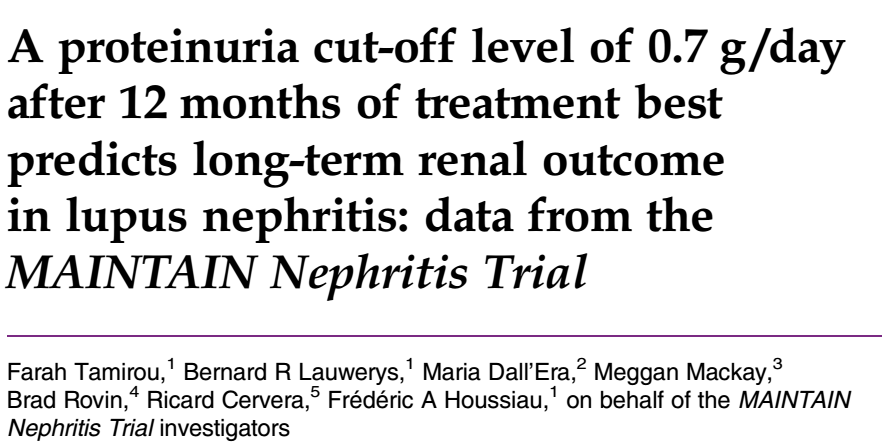 A proteinuria cut-off level of 0.7 g/day
after 12 months of treatment best
predicts long-term renal outcome
in lupus nephritis: data from the
MAINTAIN Nephritis Trial
Farah Tamirou,¹ Bernard R Lauwerys,¹ Maria Dall'Era,² Meggan Mackay,³
Brad Rovin,⁴ Ricard Cervera,⁵ Frédéric A Houssiau,¹ on behalf of the MAINTAIN
Nephritis Trial investigators